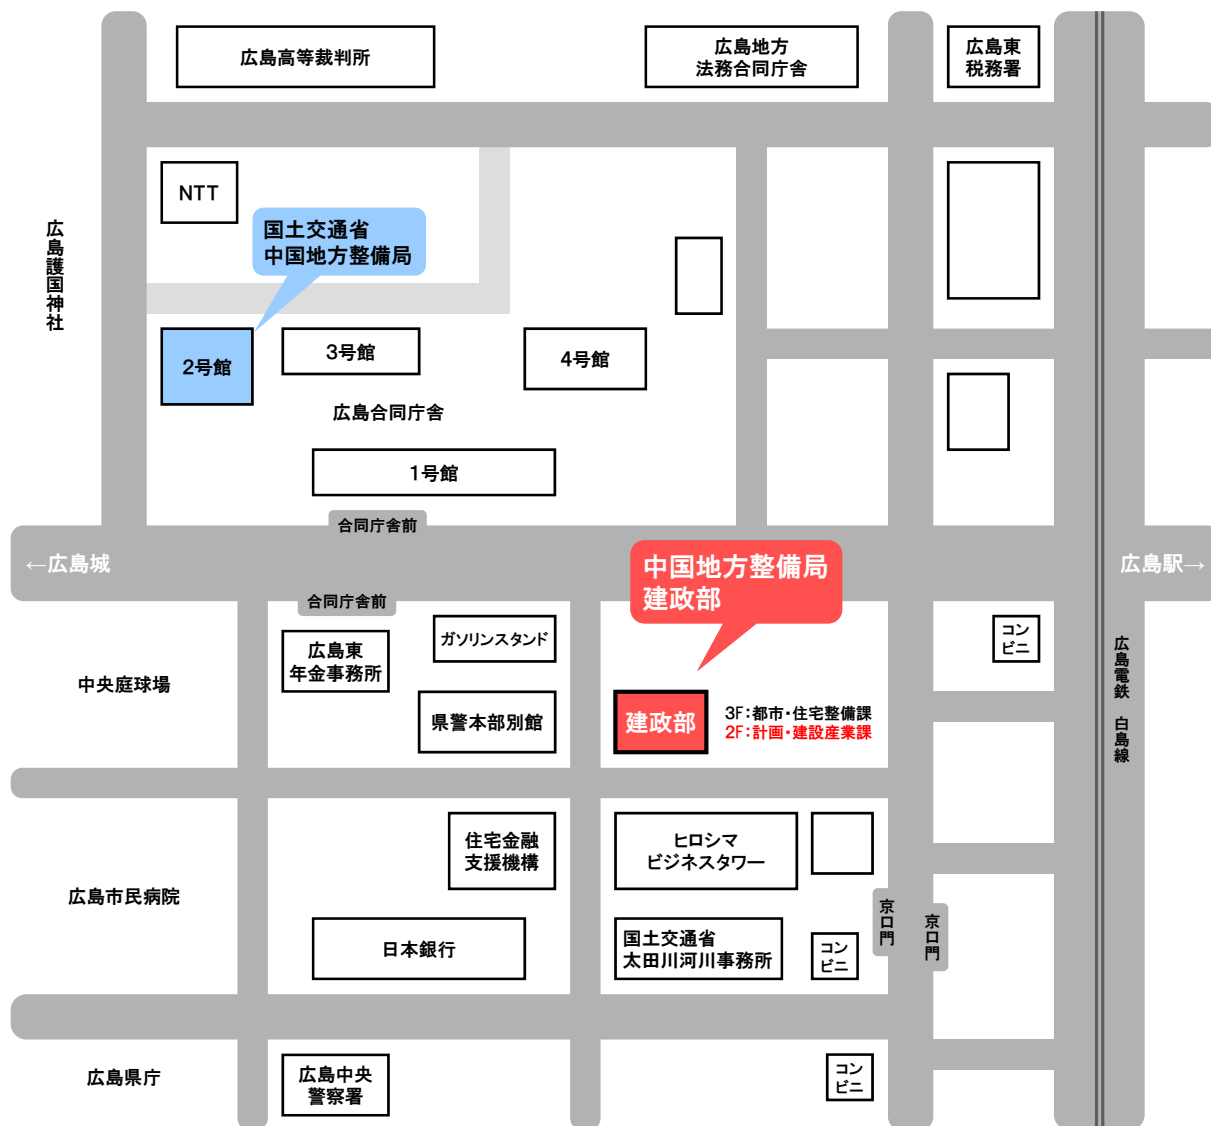 広島高等裁判所
広島地方
法務合同庁舎
広島東
税務署
NTT
国土交通省
中国地方整備局
広島護国神社
2号館
3号館
4号館
広島合同庁舎
1号館
合同庁舎前
←広島城
中国地方整備局
建政部
広島駅→
合同庁舎前
広島東
年金事務所
ガソリンスタンド
コン
ビニ
中央庭球場
県警本部別館
建政部
3F:都市・住宅整備課
2F:計画・建設産業課
広島電鉄 白島線
住宅金融
支援機構
ヒロシマ
ビジネスタワー
広島市民病院
日本銀行
国土交通省
太田川河川事務所
コン
ビニ
京口門
京口門
広島県庁
広島中央
警察署
コン
ビニ